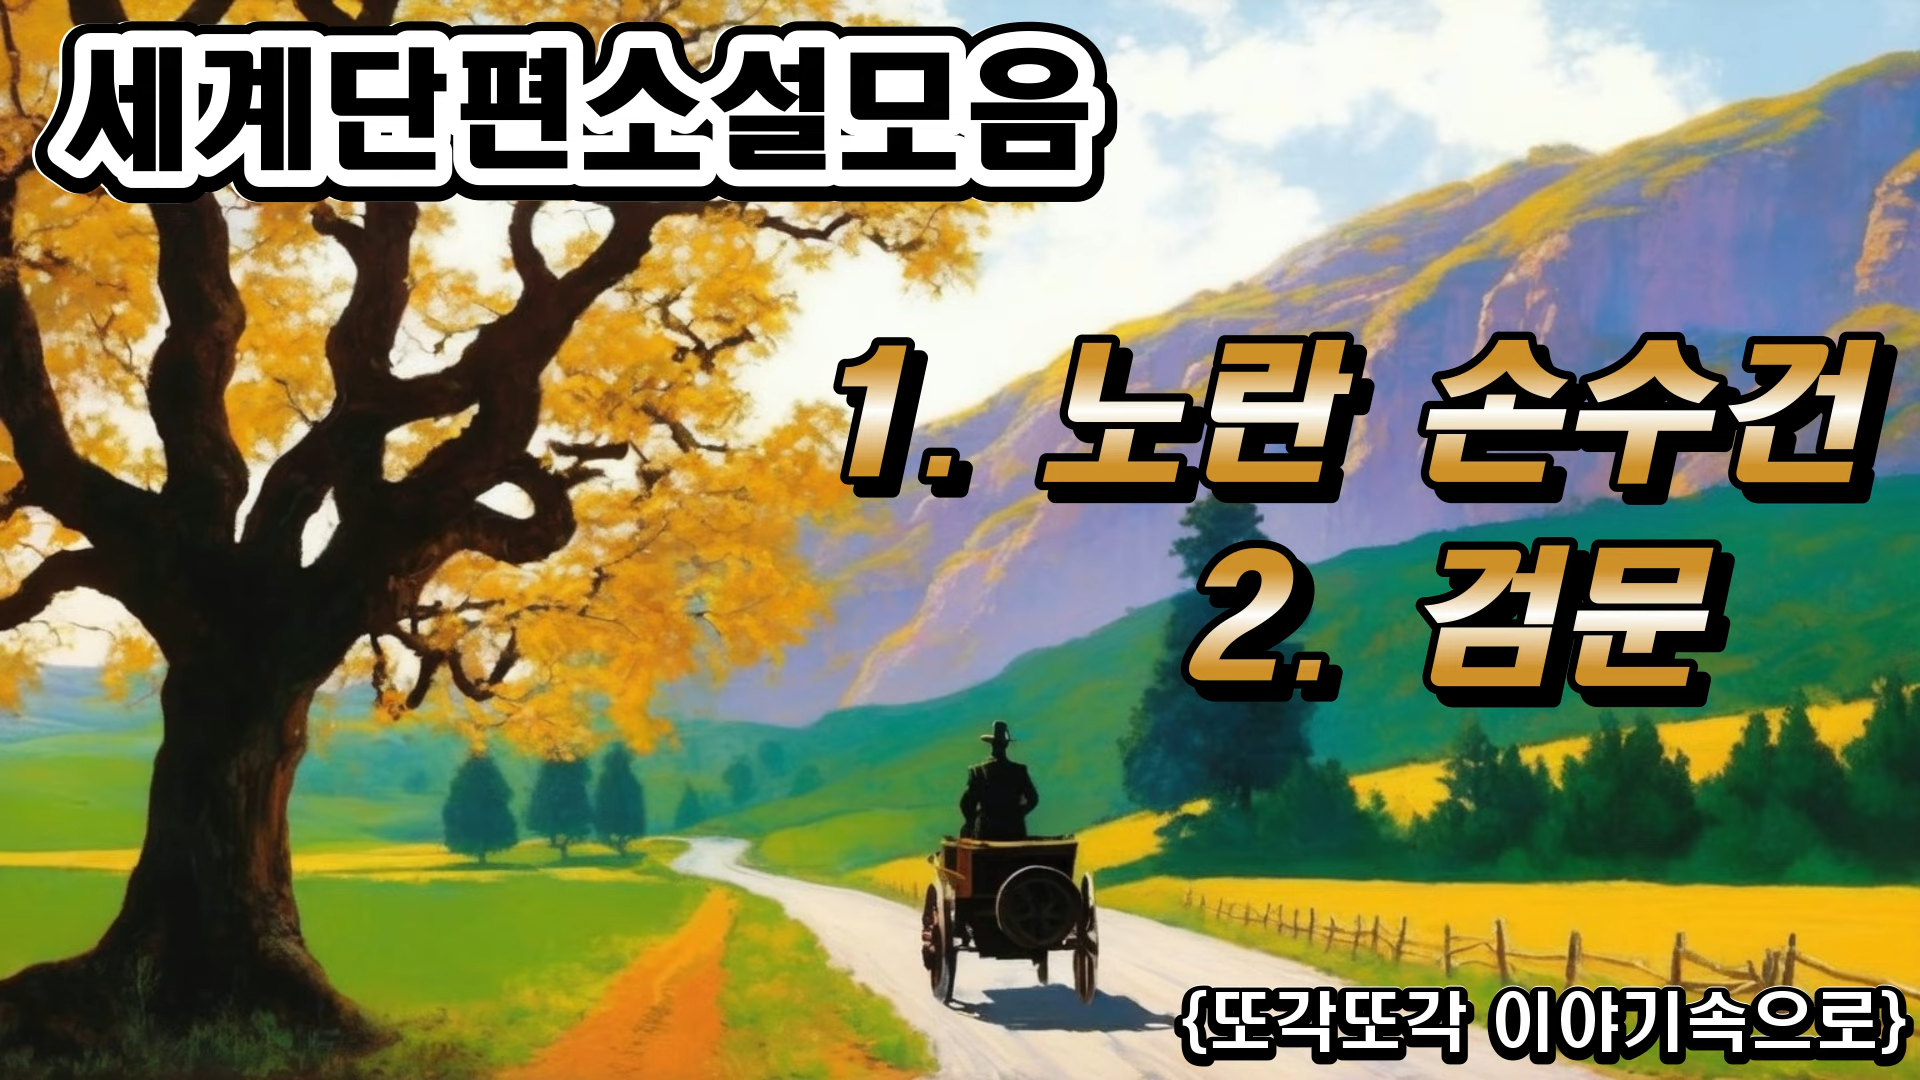 세계단편소설모음
1. 노란 손수건
2. 검문
{또각또각 이야기속으로}